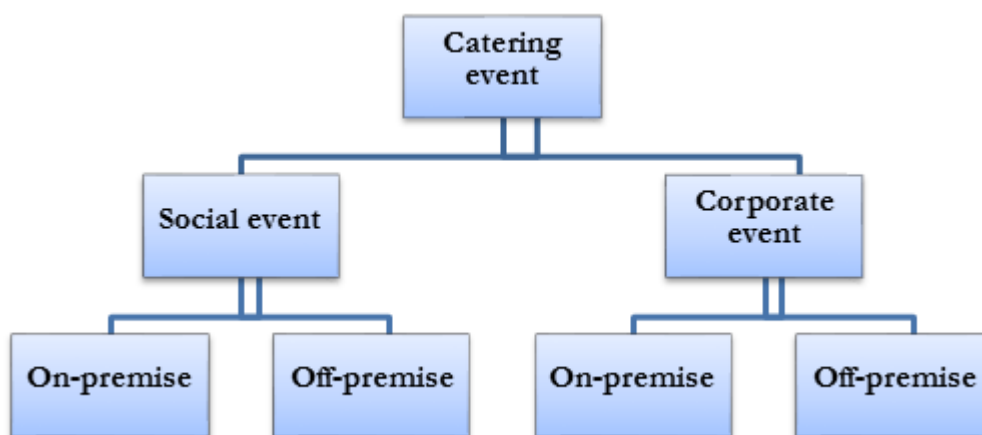 Catering
event
Social event
Corporate
event
On-premise
Off-premise
On-premise
Off-premise